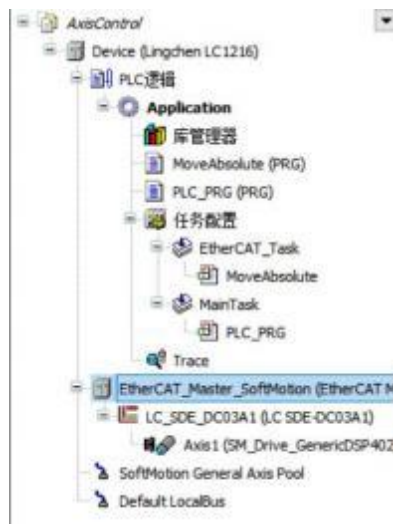 AxisControl
Device (Lingchen LC1216)
PLC逻辑
Application
库管理器
MoveAbsolute (PRG)
PLC_PRG (PRG)
任务配置
EtherCAT_Task
MoveAbsolute
MainTask
PLC_PRG
Trace
EtherCAT_Master_SoftMotion (EtherCAT M
LC_SDE_DC03A1 (LC SDE-DC03A1)
Axis1 (SM_Drive_GenericDSP402
SoftMotion General Axis Pool
Default LocalBus